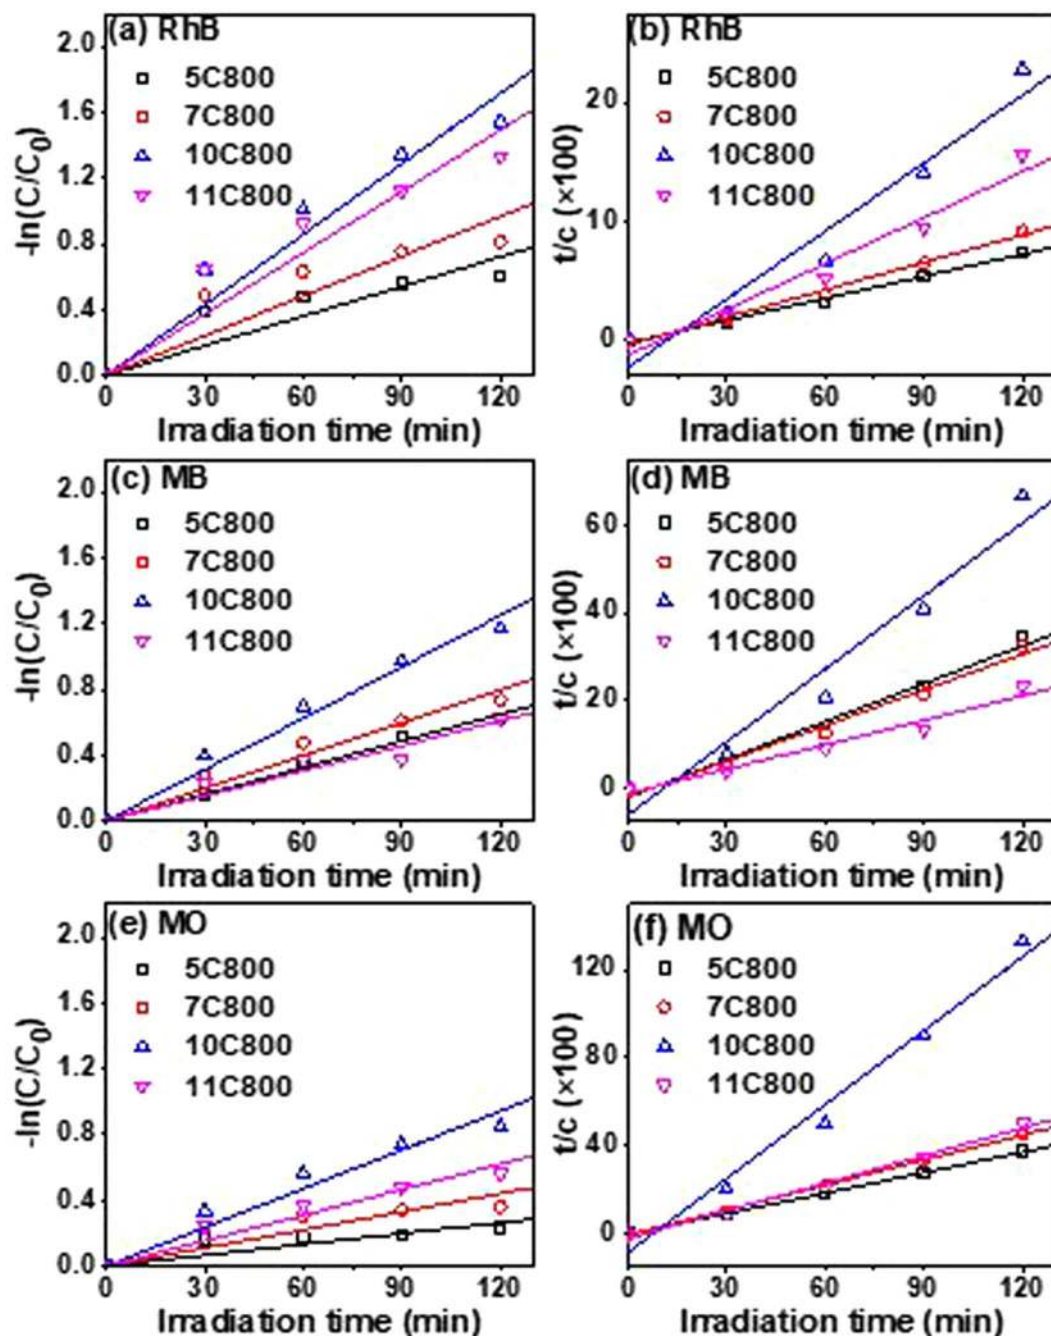 (a) RhB
5C800
7C800
10C800
11C800
-ln(C/C0)
2.0
1.6
1.2
0.8
0.4
0.0
0 30 60 90 120
Irradiation time (min)
(b) RhB
5C800
7C800
10C800
11C800
t/c (×100)
20
10
0
0 30 60 90 120
Irradiation time (min)
(c) MB
5C800
7C800
10C800
11C800
-ln(C/C0)
2.0
1.6
1.2
0.8
0.4
0.0
0 30 60 90 120
Irradiation time (min)
(d) MB
5C800
7C800
10C800
11C800
t/c (×100)
60
40
20
0
0 30 60 90 120
Irradiation time (min)
(e) MO
5C800
7C800
10C800
11C800
-ln(C/C0)
2.0
1.6
1.2
0.8
0.4
0.0
0 30 60 90 120
Irradiation time (min)
(f) MO
5C800
7C800
10C800
11C800
t/c (×100)
120
80
40
0
0 30 60 90 120
Irradiation time (min)